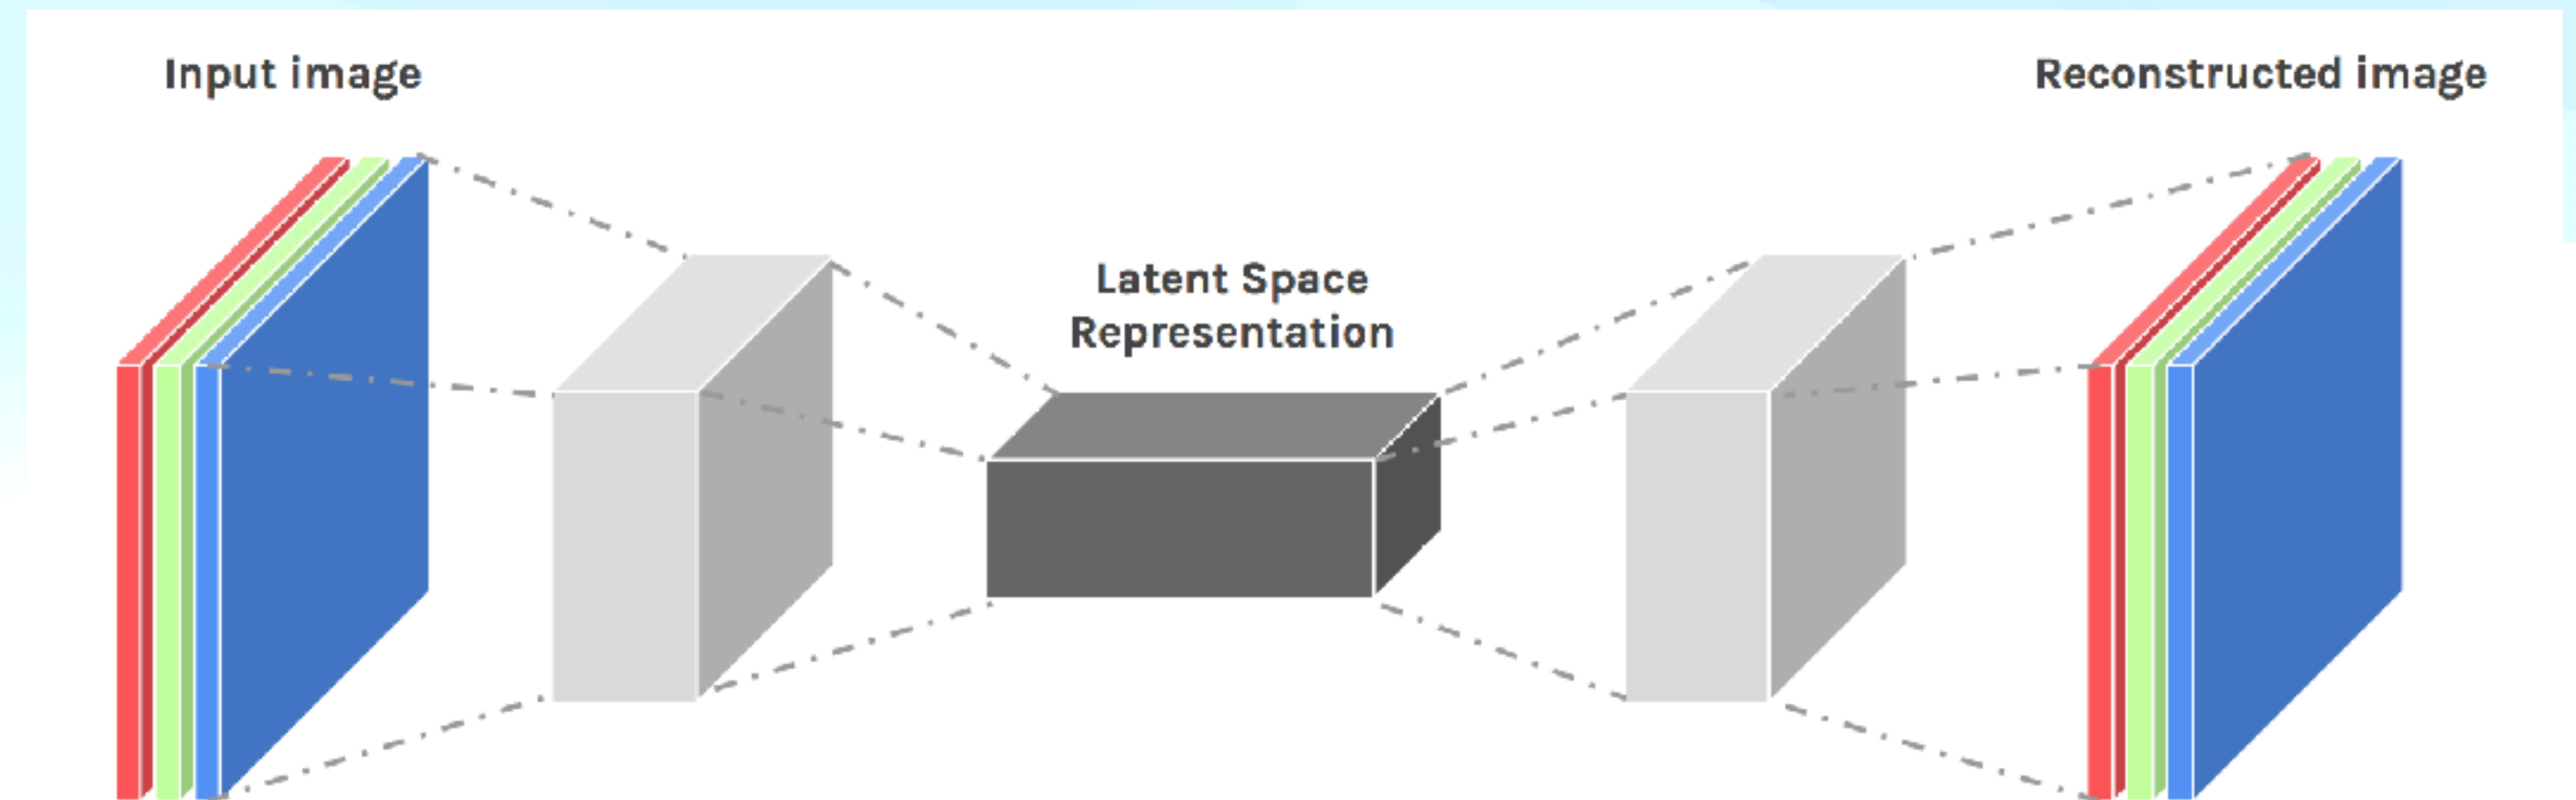 Input image
Reconstructed image
Latent Space
Representation